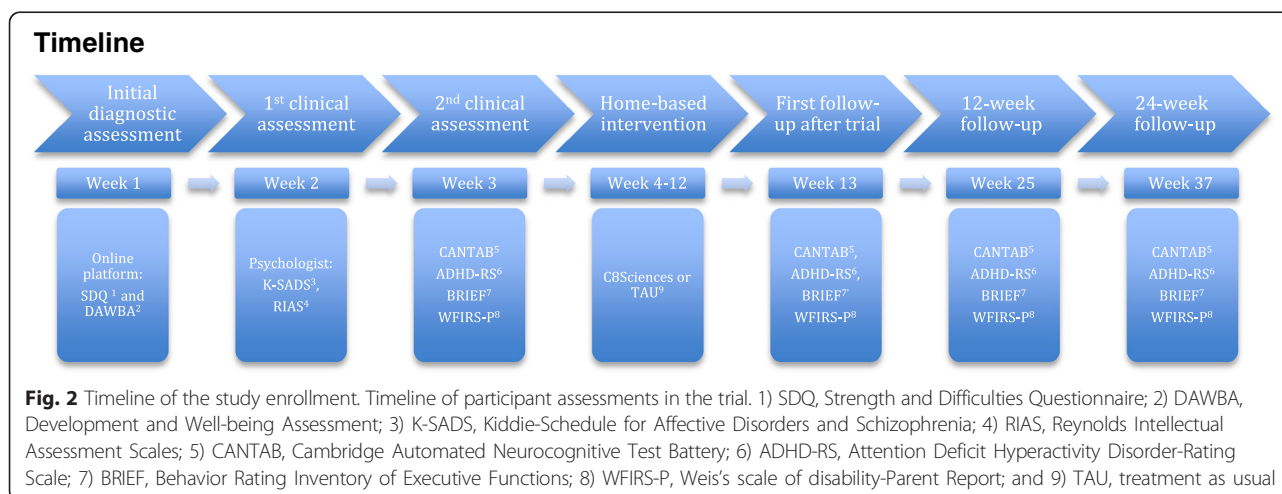 Timeline
Initial
diagnostic
assessment
1st clinical
assessment
2nd clinical
assessment
Home-based
intervention
First follow-
up after trial
12-week
follow-up
24-week
follow-up
Week 1
Week 2
Week 3
Week 4-12
Week 13
Week 25
Week 37
Online
platform:
SDQ 1 and
DAWBA2
Psychologist:
K-SADS3,
RIAS4
CANTAB5
ADHD-RS6
BRIEF7
WFIRS-P8
C8Sciences or
TAU9
CANTAB5,
ADHD-RS6,
BRIEF7'
WFIRS-P8
CANTAB5
ADHD-RS6
BRIEF7
WFIRS-P8
CANTAB5
ADHD-RS6
BRIEF7
WFIRS-P8
Fig. 2 Timeline of the study enrollment. Timeline of participant assessments in the trial. 1) SDQ, Strength and Difficulties Questionnaire; 2) DAWBA,
Development and Well-being Assessment; 3) K-SADS, Kiddie-Schedule for Affective Disorders and Schizophrenia; 4) RIAS, Reynolds Intellectual
Assessment Scales; 5) CANTAB, Cambridge Automated Neurocognitive Test Battery; 6) ADHD-RS, Attention Deficit Hyperactivity Disorder-Rating
Scale; 7) BRIEF, Behavior Rating Inventory of Executive Functions; 8) WFIRS-P, Weis's scale of disability-Parent Report; and 9) TAU, treatment as usual